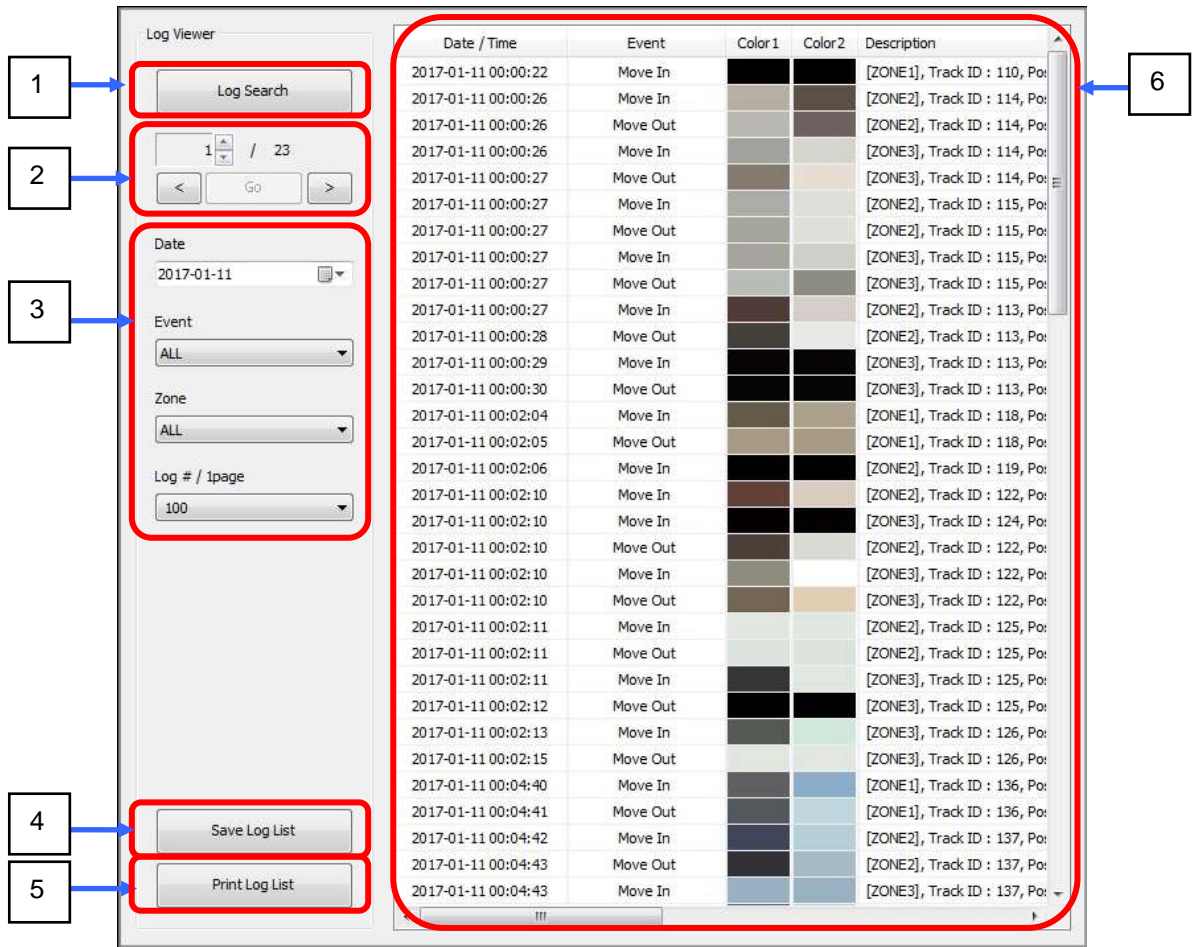 Log Viewer
1
Log Search
2
1 / 23
< Go >
3
Date
2017-01-11
Event
ALL
Zone
ALL
Log # / 1page
100
4
Save Log List
5
Print Log List
6
Date / Time Event Color1 Color2 Description
2017-01-11 00:00:22 Move In [ZONE1], Track ID : 110, Po
2017-01-11 00:00:26 Move In [ZONE2], Track ID : 114, Po
2017-01-11 00:00:26 Move Out [ZONE2], Track ID : 114, Po
2017-01-11 00:00:26 Move In [ZONE3], Track ID : 114, Po
2017-01-11 00:00:27 Move Out [ZONE3], Track ID : 114, Po
2017-01-11 00:00:27 Move In [ZONE2], Track ID : 115, Po
2017-01-11 00:00:27 Move Out [ZONE2], Track ID : 115, Po
2017-01-11 00:00:27 Move In [ZONE3], Track ID : 115, Po
2017-01-11 00:00:27 Move Out [ZONE3], Track ID : 115, Po
2017-01-11 00:00:27 Move In [ZONE2], Track ID : 113, Po
2017-01-11 00:00:28 Move Out [ZONE2], Track ID : 113, Po
2017-01-11 00:00:29 Move In [ZONE3], Track ID : 113, Po
2017-01-11 00:00:30 Move Out [ZONE3], Track ID : 113, Po
2017-01-11 00:02:04 Move In [ZONE1], Track ID : 118, Po
2017-01-11 00:02:05 Move Out [ZONE1], Track ID : 118, Po
2017-01-11 00:02:06 Move In [ZONE2], Track ID : 119, Po
2017-01-11 00:02:10 Move In [ZONE2], Track ID : 122, Po
2017-01-11 00:02:10 Move In [ZONE3], Track ID : 124, Po
2017-01-11 00:02:10 Move Out [ZONE2], Track ID : 122, Po
2017-01-11 00:02:10 Move In [ZONE3], Track ID : 122, Po
2017-01-11 00:02:10 Move Out [ZONE3], Track ID : 122, Po
2017-01-11 00:02:11 Move In [ZONE2], Track ID : 125, Po
2017-01-11 00:02:11 Move Out [ZONE2], Track ID : 125, Po
2017-01-11 00:02:11 Move In [ZONE3], Track ID : 125, Po
2017-01-11 00:02:12 Move Out [ZONE3], Track ID : 125, Po
2017-01-11 00:02:13 Move In [ZONE3], Track ID : 126, Po
2017-01-11 00:02:15 Move Out [ZONE3], Track ID : 126, Po
2017-01-11 00:04:40 Move In [ZONE1], Track ID : 136, Po
2017-01-11 00:04:41 Move Out [ZONE1], Track ID : 136, Po
2017-01-11 00:04:42 Move In [ZONE2], Track ID : 137, Po
2017-01-11 00:04:43 Move Out [ZONE2], Track ID : 137, Po
2017-01-11 00:04:43 Move In [ZONE3], Track ID : 137, Po